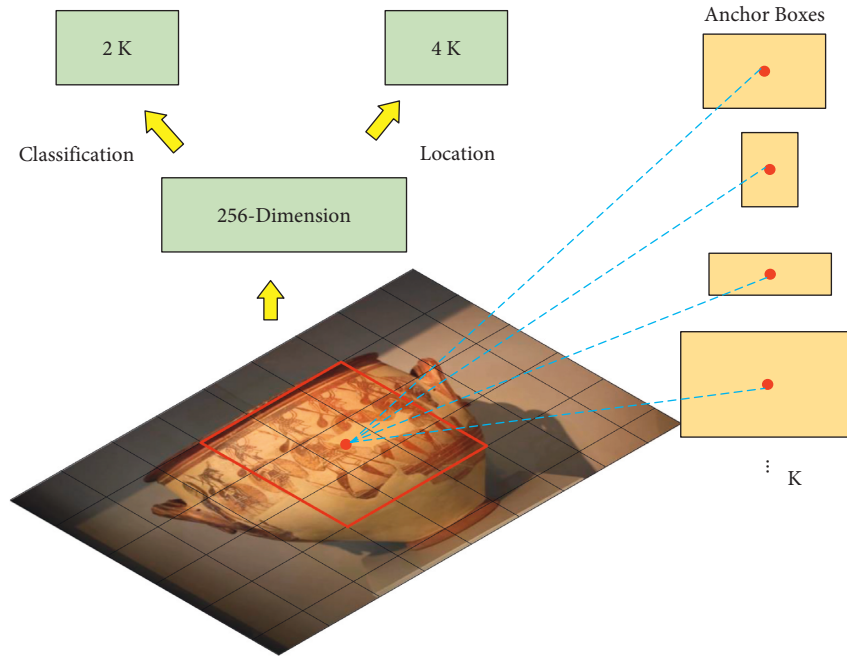 Anchor Boxes
2 K
4 K
Classification
Location
256-Dimension
⋮
K